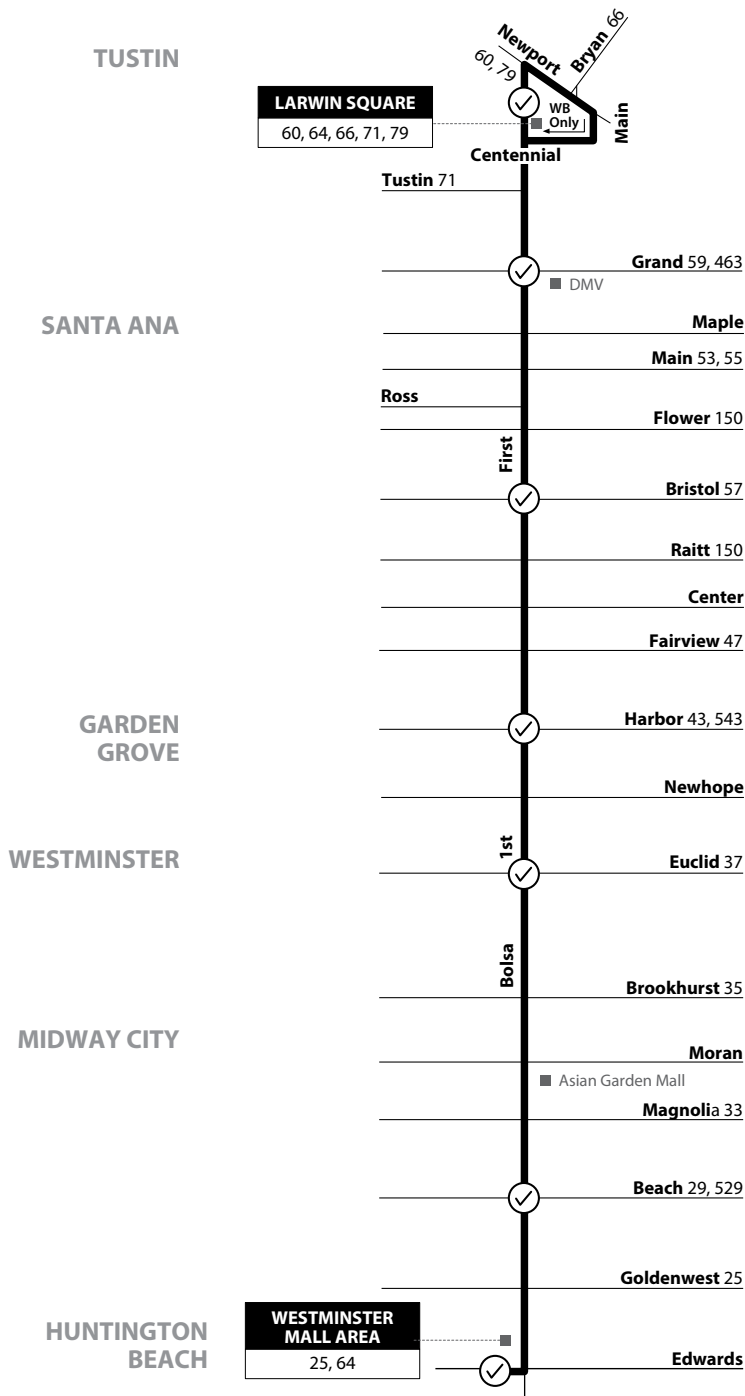 Newport
Bryan 66
TUSTIN
60, 79
LARWIN SQUARE
60, 64, 66, 71, 79
WB
Only
Main
Centennial
Tustin 71
Grand 59, 463
DMV
SANTA ANA
Maple
Main 53, 55
Ross
Flower 150
First
Bristol 57
Raitt 150
Center
Fairview 47
GARDEN
GROVE
Harbor 43, 543
Newhope
1st
WESTMINSTER
Euclid 37
Bolsa
Brookhurst 35
MIDWAY CITY
Moran
Asian Garden Mall
Magnolia 33
Beach 29, 529
Goldenwest 25
WESTMINSTER
MALL AREA
25, 64
HUNTINGTON
BEACH
Edwards